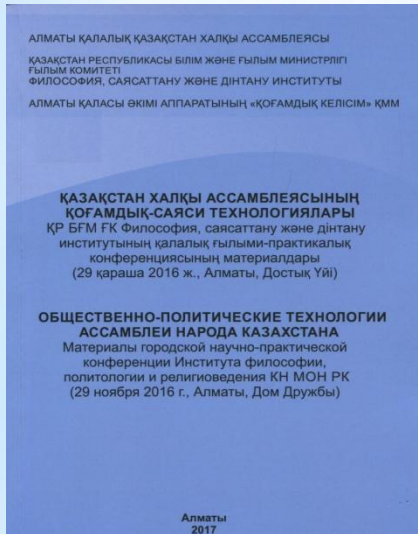 АЛМАТЫ ҚАЛАЛЫҚ ҚАЗАҚСТАН ХАЛҚЫ АССАМБЛЕЯСЫ
ҚАЗАҚСТАН РЕСПУБЛИКАСЫ БІЛІМ ЖӘНЕ ҒЫЛЫМ МИНИСТРЛІГІ
ҒЫЛЫМ КОМИТЕТІ
ФИЛОСОФИЯ, САЯСАТТАНУ ЖӘНЕ ДІНТАНУ ИНСТИТУТЫ
АЛМАТЫ ҚАЛАСЫ ӘКІМІ АППАРАТЫНЫҢ «ҚОҒАМДЫҚ КЕЛІСІМ» ҚММ
ҚАЗАҚСТАН ХАЛҚЫ АССАМБЛЕЯСЫНЫҢ
ҚОҒАМДЫҚ-САЯСИ ТЕХНОЛОГИЯЛАРЫ
ҚР БҒМ ҒК Философия, саясаттану және дінтану
институтының қалалық ғылыми-практикалық
конференциясының материалдары
(29 қараша 2016 ж., Алматы, Достық Үйі)
ОБЩЕСТВЕННО-ПОЛИТИЧЕСКИЕ ТЕХНОЛОГИИ
АССАМБЛЕИ НАРОДА КАЗАХСТАНА
Материалы городской научно-практической
конференции Института философии,
политологии и религиоведения КН МОН РК
(29 ноября 2016 г., Алматы, Дом Дружбы)
Алматы
2017